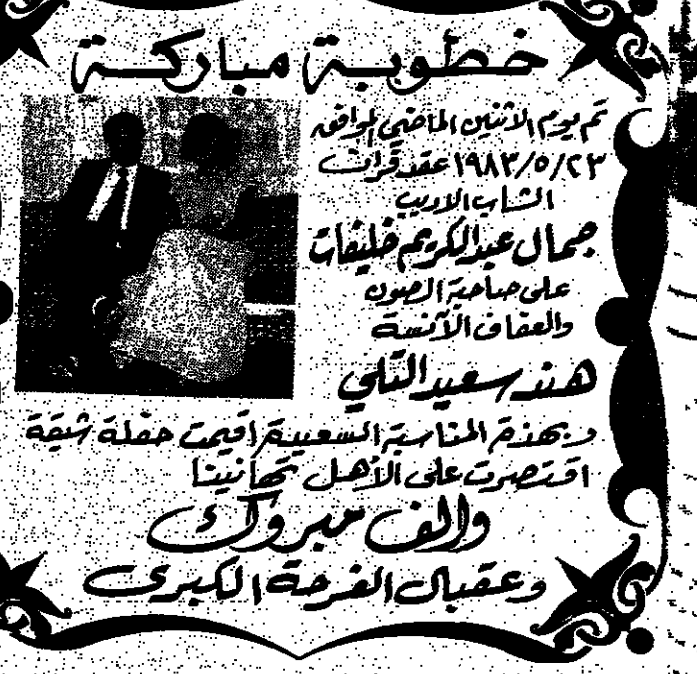 خطوبة مباركة
تم يوم الاثنين الماضي الموافق
٢٣/٥/١٩٨٣ عقد قران
الشاب الاديب
جمال عبدالكريم خليفات
على صاحبة الصون
والعفاف الآنسة
هند سعيد التلي
وبهذه المناسبة السعيدة اقيمت حفلة شيقة
اقتصرت على الأهل تهانينا
والف مبروك
وعقبال الفرحة الكبرى